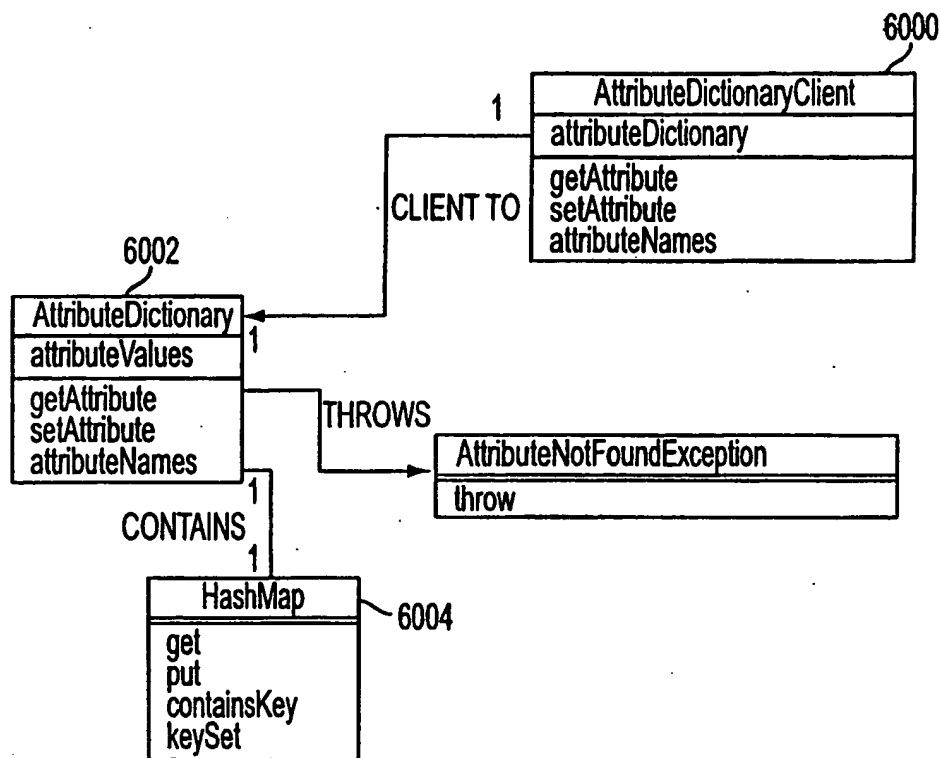 6000
AttributeDictionaryClient
1
attributeDictionary
getAttribute
CLIENT TO
setAttribute
attributeNames
6002
AttributeDictionary
1
attributeValues
getAttribute
THROWS
setAttribute
attributeNames
AttributeNotFoundException
1
throw
CONTAINS
1
HashMap
6004
get
put
containsKey
keySet